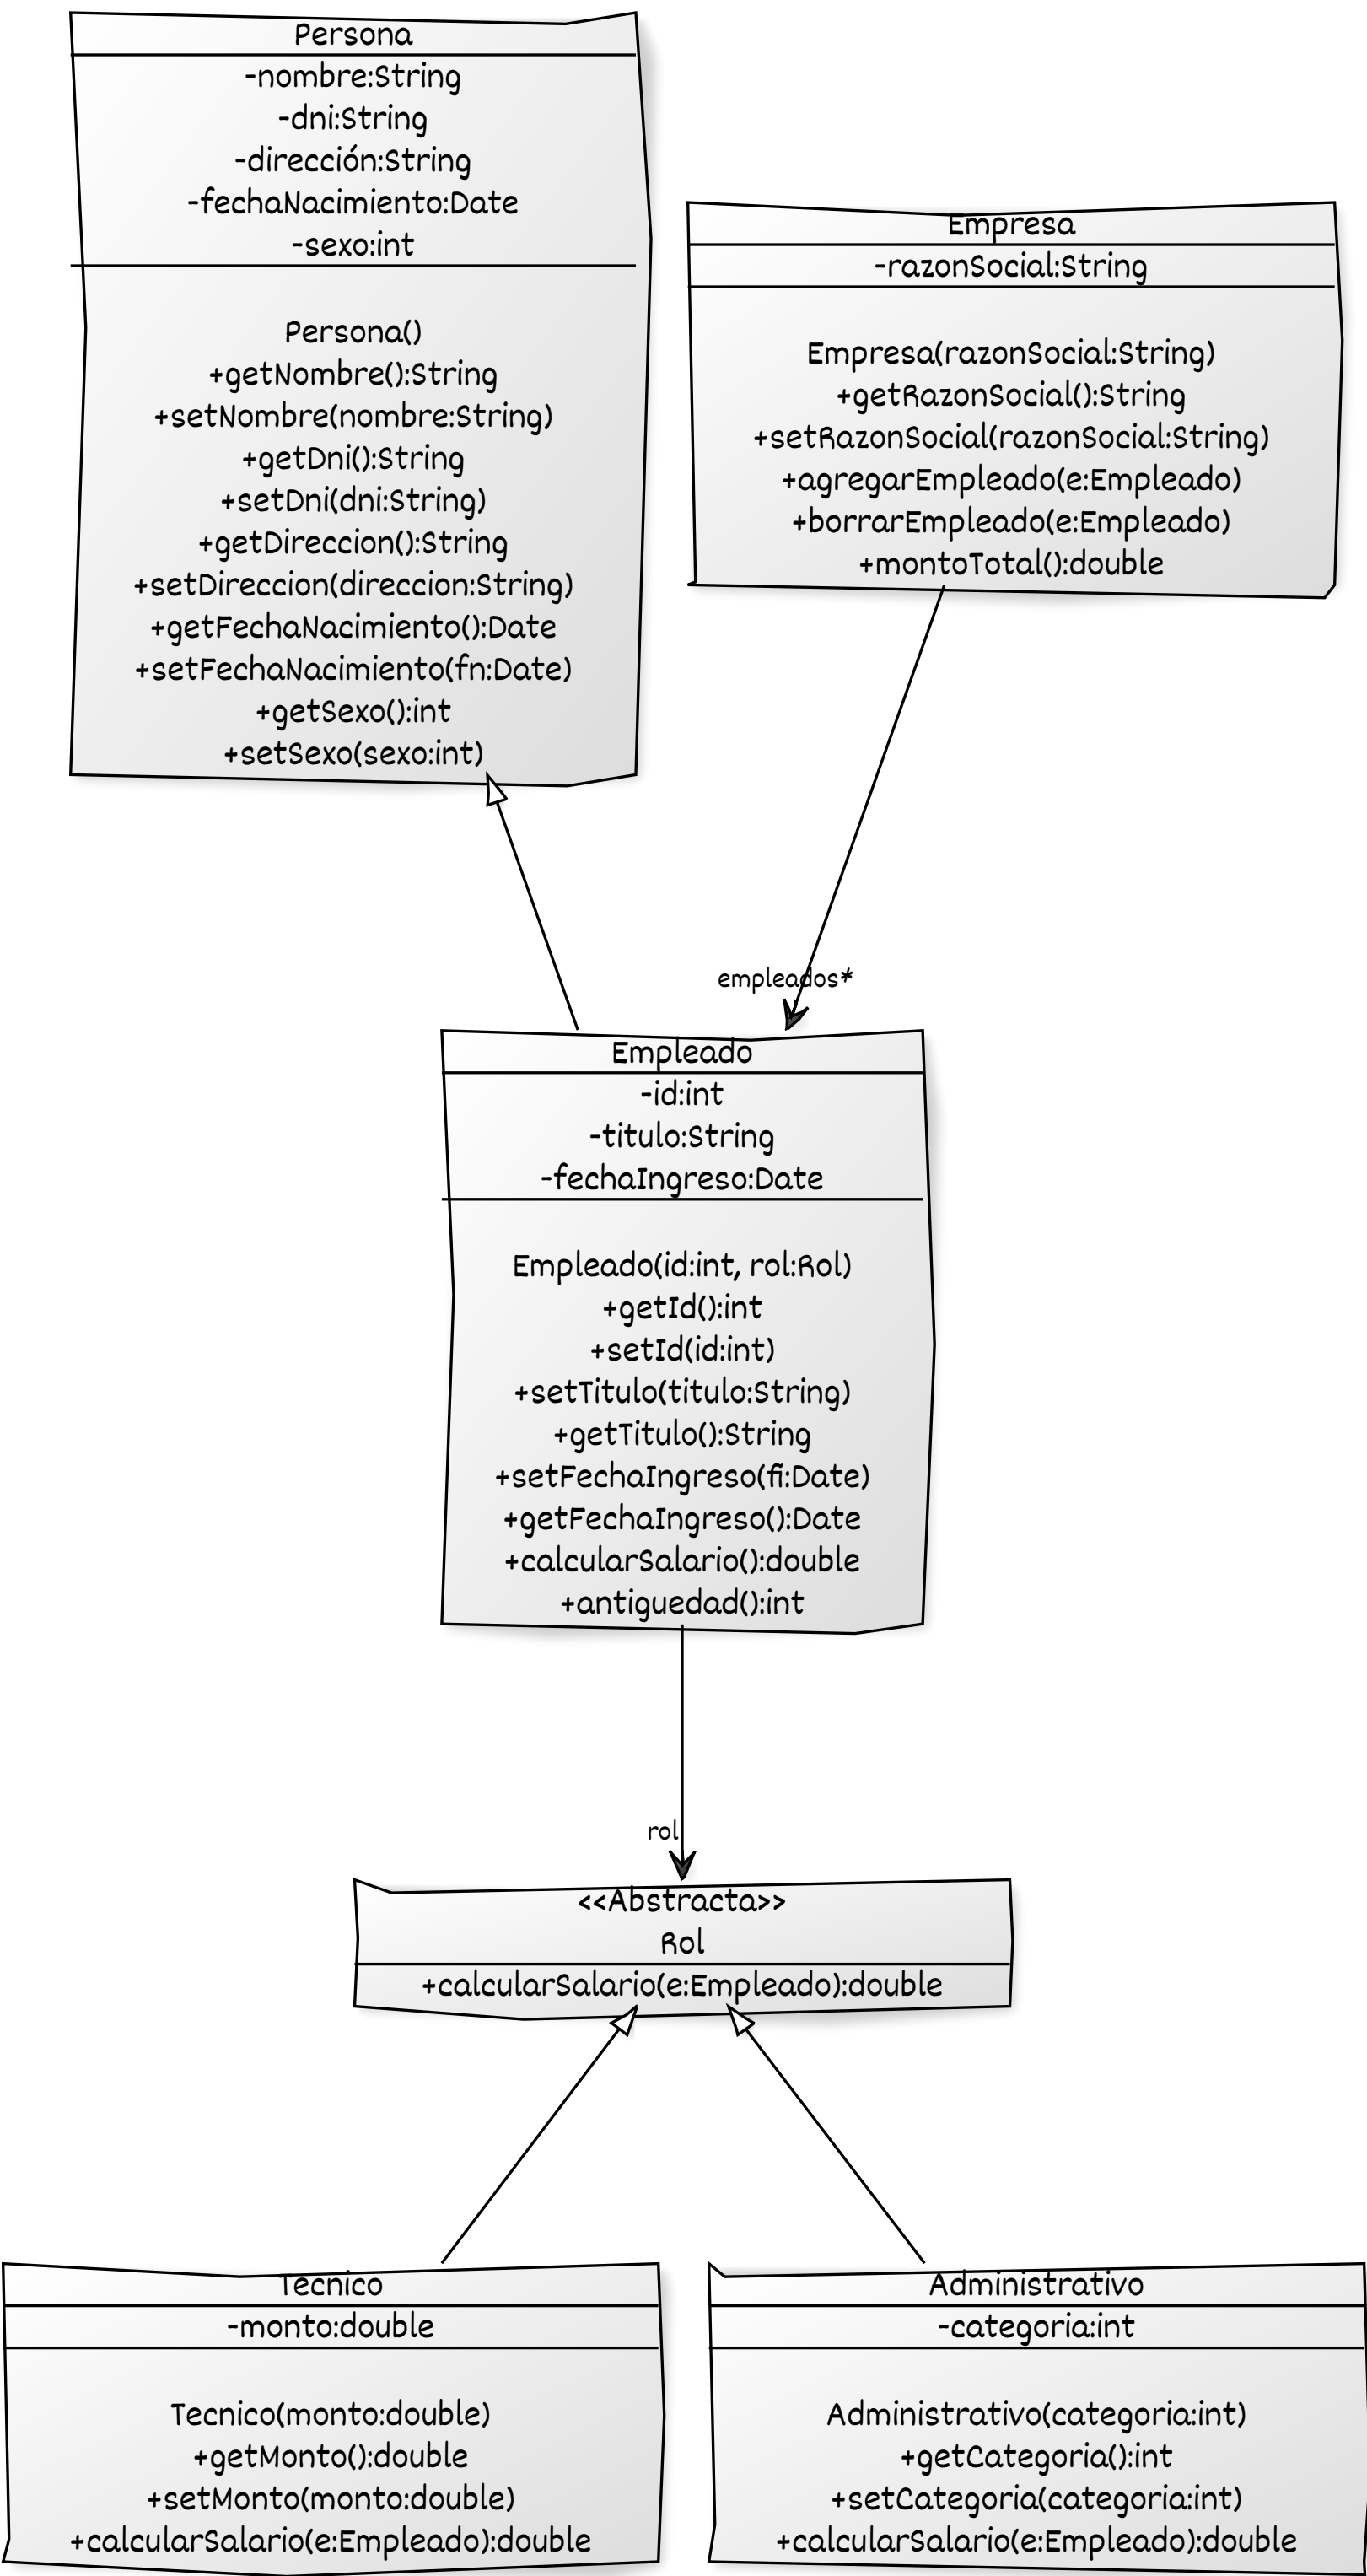 Persona
-nombre:String
-dni:String
-dirección:String
-fechaNacimiento:Date
-sexo:int
Persona()
+getNombre():String
+setNombre(nombre:String)
+getDni():String
+setDni(dni:String)
+getDireccion():String
+setDireccion(direccion:String)
+getFechaNacimiento():Date
+setFechaNacimiento(fn:Date)
+getSexo():int
+setSexo(sexo:int)
Empresa
-razonSocial:String
Empresa(razonSocial:String)
+getRazonSocial():String
+setRazonSocial(razonSocial:String)
+agregarEmpleado(e:Empleado)
+borrarEmpleado(e:Empleado)
+montoTotal():double
empleados*
Empleado
-id:int
-titulo:String
-fechaIngreso:Date
Empleado(id:int, rol:Rol)
+getId():int
+setId(id:int)
+setTitulo(titulo:String)
+getTitulo():String
+setFechaIngreso(fi:Date)
+getFechaIngreso():Date
+calcularSalario():double
+antiguedad():int
rol
<<Abstracta>>
Rol
+calcularSalario(e:Empleado):double
Tecnico
-monto:double
Tecnico(monto:double)
+getMonto():double
+setMonto(monto:double)
+calcularSalario(e:Empleado):double
Administrativo
-categoria:int
Administrativo(categoria:int)
+getCategoria():int
+setCategoria(categoria:int)
+calcularSalario(e:Empleado):double